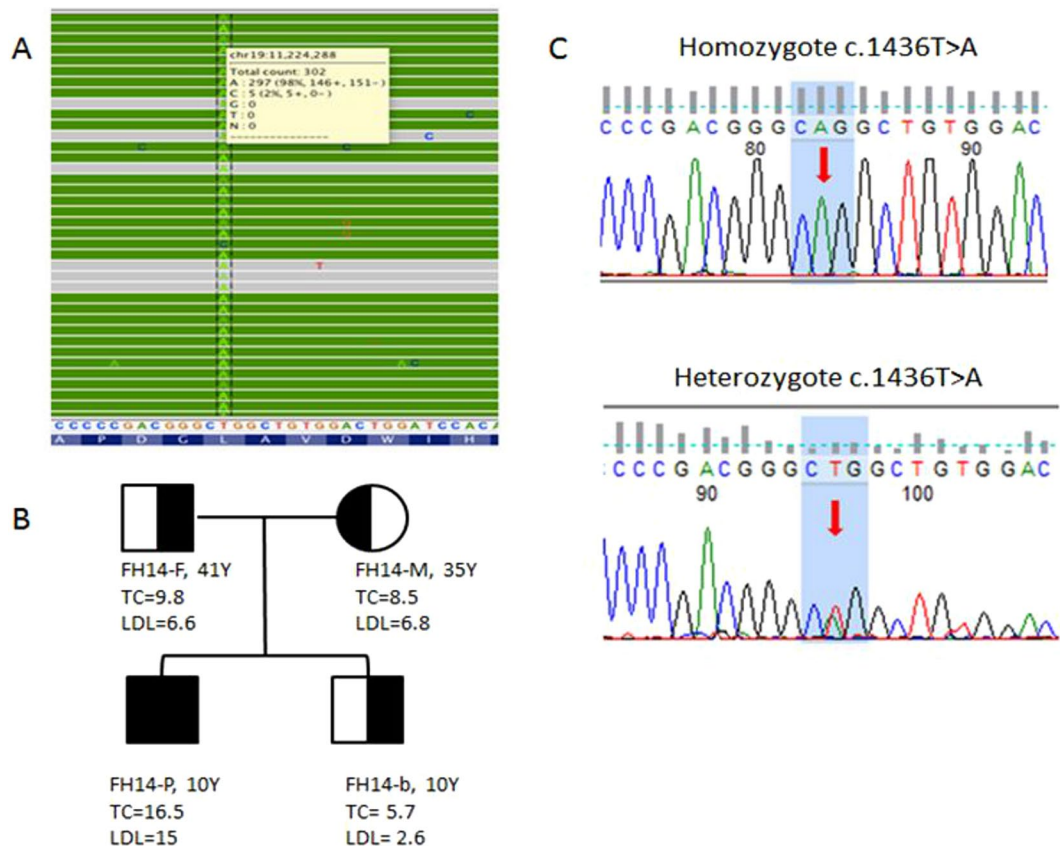 A
chr19:11,224,288
Total count: 302
A : 297 (98%, 146+, 151-)
C : 5 (2%, 5+, 0-)
G : 0
T : 0
N : 0
---------------
C C C C C G A C G G G C T G G C T G T G G A C T G G A T C C A C A
A P D G L A V D W I H
B
FH14-F, 41Y
TC=9.8
LDL=6.6
FH14-M, 35Y
TC=8.5
LDL=6.8
FH14-P, 10Y
TC=16.5
LDL=15
FH14-b, 10Y
TC= 5.7
LDL= 2.6
C
Homozygote c.1436T>A
C C C G A C G G G C A G G C T G T G G A C
80 90
Heterozygote c.1436T>A
C C C G A C G G G C T G G C T G T G G A C
90 100